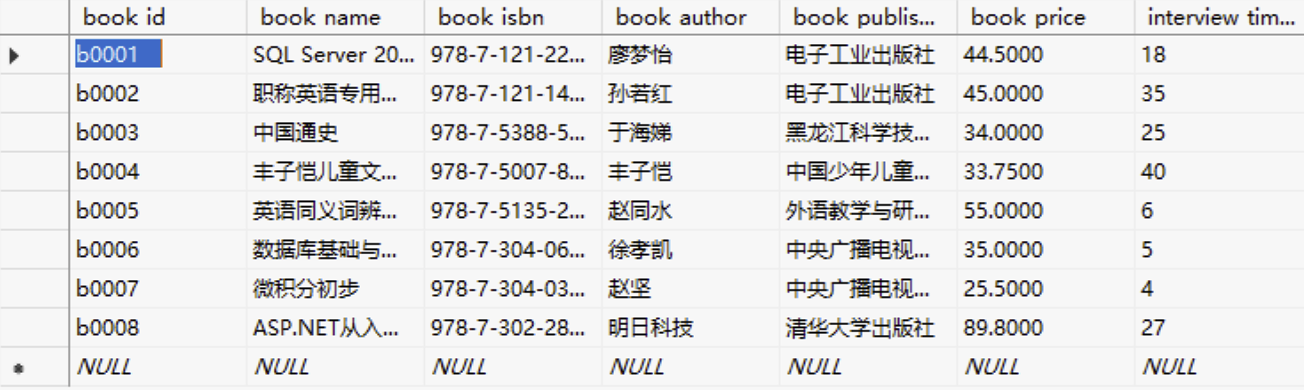 book id book name book isbn book author book publis... book price interview tim...
b0001 SQL Server 20... 978-7-121-22... 廖梦怡 电子工业出版社 44.5000 18
b0002 职称英语专用... 978-7-121-14... 孙若红 电子工业出版社 45.0000 35
b0003 中国通史 978-7-5388-5... 于海娣 黑龙江科学技... 34.0000 25
b0004 丰子恺儿童文... 978-7-5007-8... 丰子恺 中国少年儿童... 33.7500 40
b0005 英语同义词辨... 978-7-5135-2... 赵同水 外语教学与研... 55.0000 6
b0006 数据库基础与... 978-7-304-06... 徐孝凯 中央广播电视... 35.0000 5
b0007 微积分初步 978-7-304-03... 赵坚 中央广播电视... 25.5000 4
b0008 ASP.NET从入... 978-7-302-28... 明日科技 清华大学出版社 89.8000 27
NULL NULL NULL NULL NULL NULL NULL